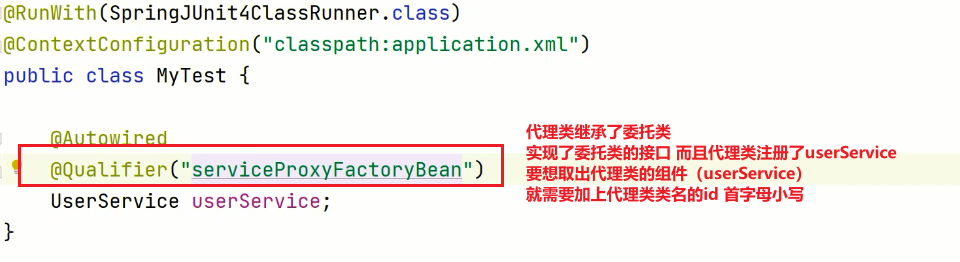 @RunWith(SpringJUnit4ClassRunner.class)
@ContextConfiguration("classpath:application.xml")
public class MyTest {
@Autowired
@Qualifier("serviceProxyFactoryBean")
UserService userService;
}
代理类继承了委托类
实现了委托类的接口 而且代理类注册了userService
要想取出代理类的组件（userService）
就需要加上代理类类名的id 首字母小写